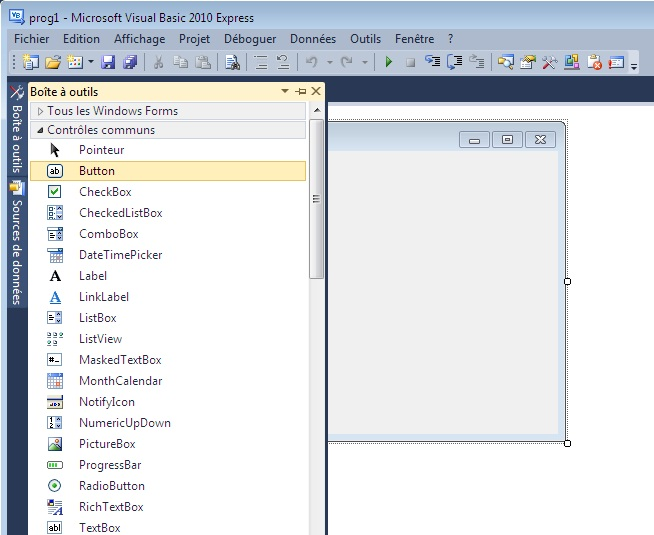 prog1 - Microsoft Visual Basic 2010 Express
Fichier Edition Affichage Projet Déboguer Données Outils Fenêtre ?
Boîte à outils
Sources de données
Boîte à outils
Tous les Windows Forms
Contrôles communs
Pointeur
Button
CheckBox
CheckedListBox
ComboBox
DateTimePicker
Label
LinkLabel
ListBox
ListView
MaskedTextBox
MonthCalendar
NotifyIcon
NumericUpDown
PictureBox
ProgressBar
RadioButton
RichTextBox
TextBox